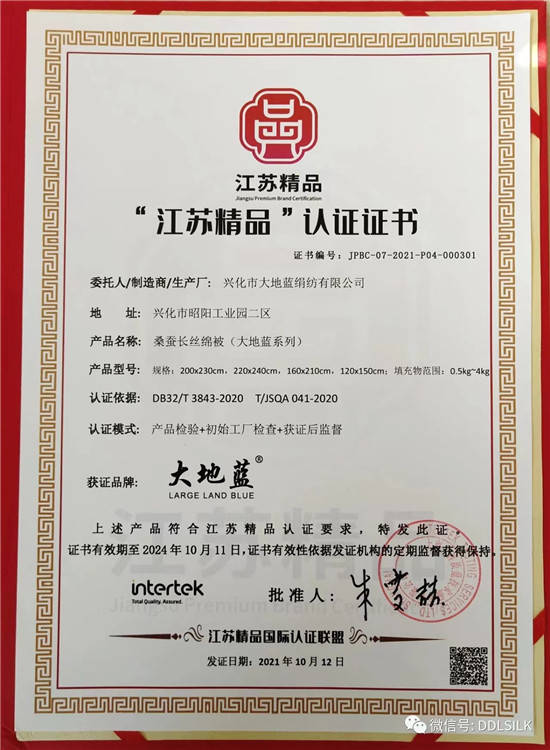 江苏精品
Jiangsu Premium Brand Certification
“江苏精品”认证证书
证书编号：JPBC-07-2021-P04-000301
委托人/制造商/生产厂：兴化市大地蓝绢纺有限公司
地 址：兴化市昭阳工业园二区
产品名称：桑蚕长丝绵被（大地蓝系列）
产品型号：规格：200x230cm，220x240cm，160x210cm，120x150cm；填充物范围：0.5kg~4kg
认证依据：DB32/T 3843-2020 T/JSQA 041-2020
认证模式：产品检验+初始工厂检查+获证后监督
获证品牌：大地蓝®
LARGE LAND BLUE
上述产品符合江苏精品认证要求，特发此证。
证书有效期至2024年10月11日，证书有效性依据发证机构的定期监督获得保持。
intertek
Total Quality. Assured.
批准人：
江苏精品国际认证联盟
发证日期：2021年10月12日
微信号：DDLSILK